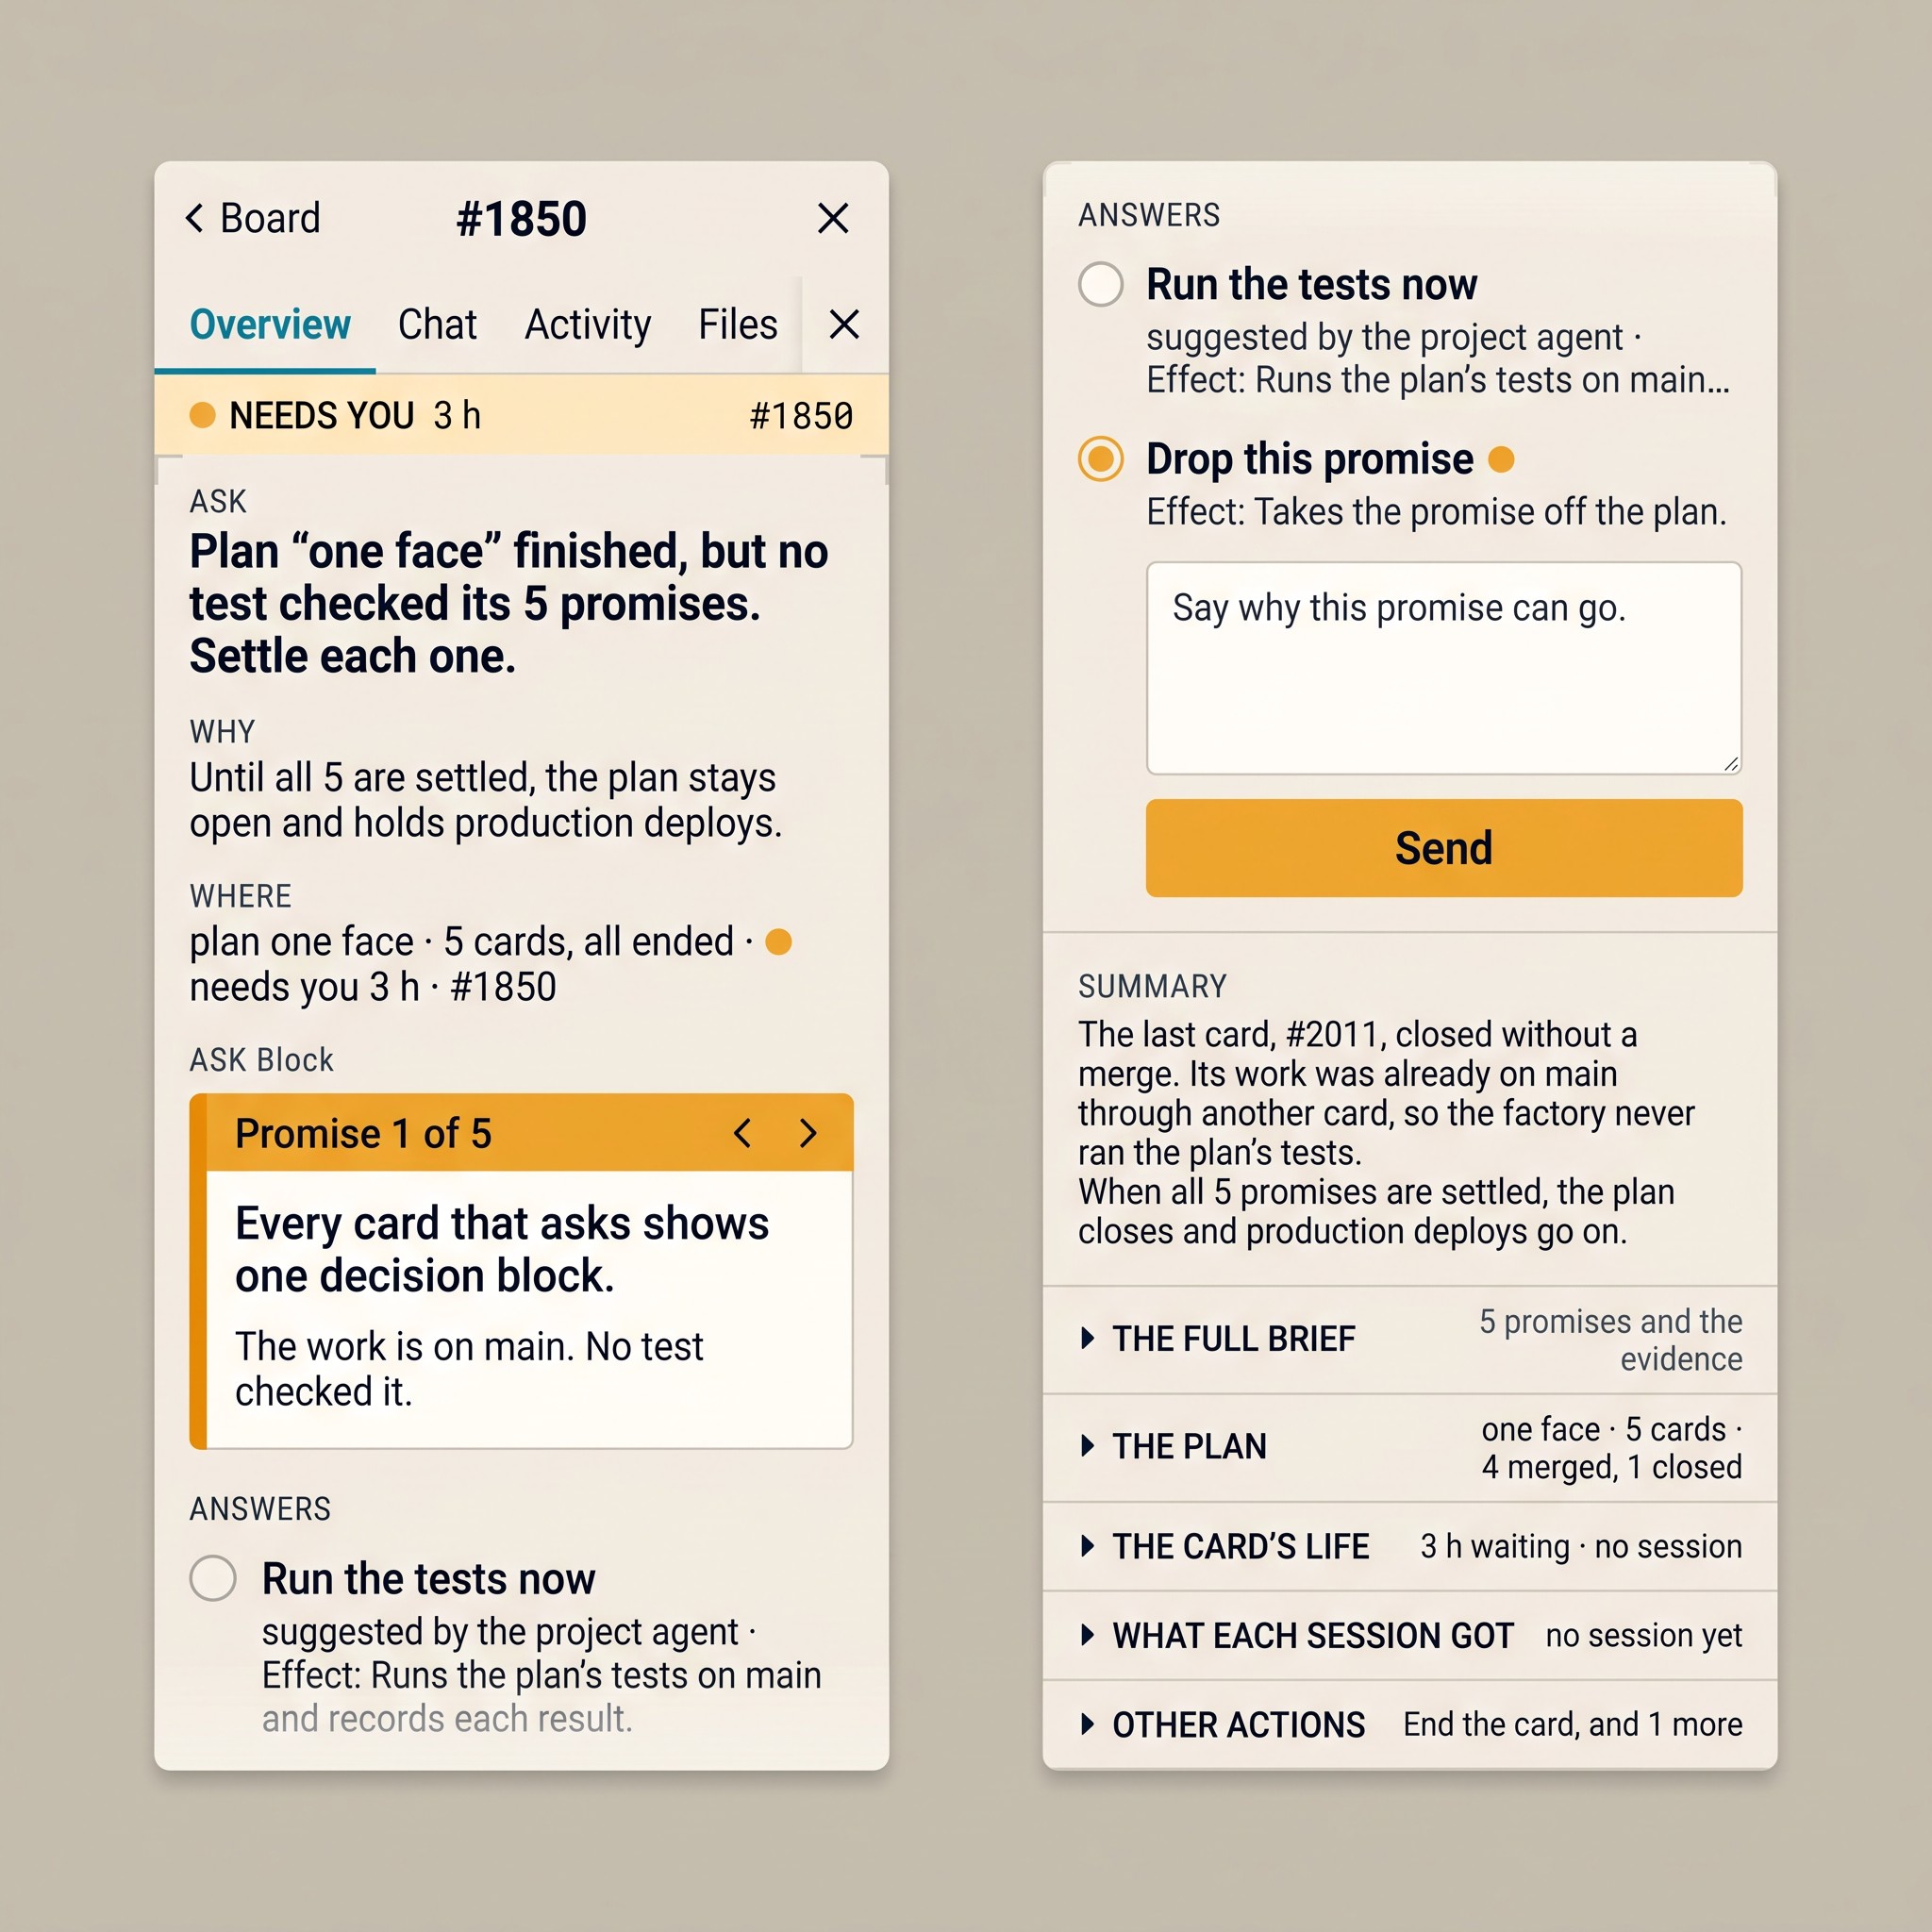 Board
#1850
Overview Chat Activity Files
NEEDS YOU 3 h #1850
ASK
Plan “one face” finished, but no
test checked its 5 promises.
Settle each one.
WHY
Until all 5 are settled, the plan stays
open and holds production deploys.
WHERE
plan one face · 5 cards, all ended ·
needs you 3 h · #1850
ASK Block
Promise 1 of 5
Every card that asks shows
one decision block.
The work is on main. No test
checked it.
ANSWERS
Run the tests now
suggested by the project agent ·
Effect: Runs the plan’s tests on main
and records each result.
ANSWERS
Run the tests now
suggested by the project agent ·
Effect: Runs the plan’s tests on main...
Drop this promise
Effect: Takes the promise off the plan.
Say why this promise can go.
Send
SUMMARY
The last card, #2011, closed without a
merge. Its work was already on main
through another card, so the factory never
ran the plan’s tests.
When all 5 promises are settled, the plan
closes and production deploys go on.
THE FULL BRIEF
5 promises and the
evidence
THE PLAN
one face · 5 cards ·
4 merged, 1 closed
THE CARD’S LIFE 3 h waiting · no session
WHAT EACH SESSION GOT no session yet
OTHER ACTIONS End the card, and 1 more